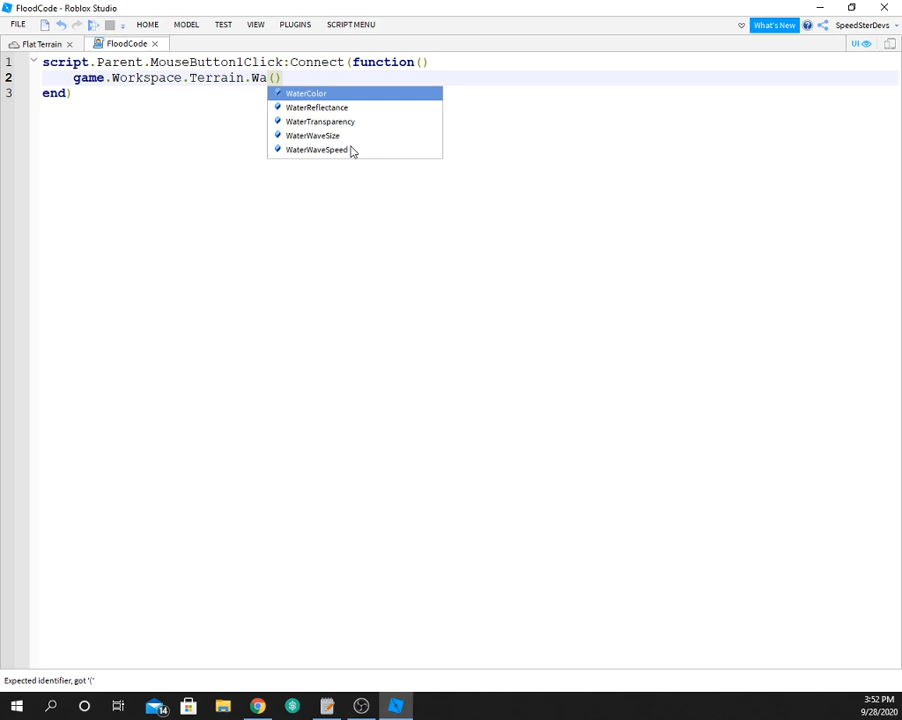 FloodCode - Roblox Studio
FILE HOME MODEL TEST VIEW PLUGINS SCRIPT MENU What's New SpeedSterDevs
Flat Terrain FloodCode UI
1 script.Parent.MouseButton1Click:Connect(function()
2 game.Workspace.Terrain.Wa()
3 end)
WaterColor
WaterReflectance
WaterTransparency
WaterWaveSize
WaterWaveSpeed
Expected identifier, got '('
14
3:52 PM
9/28/2020